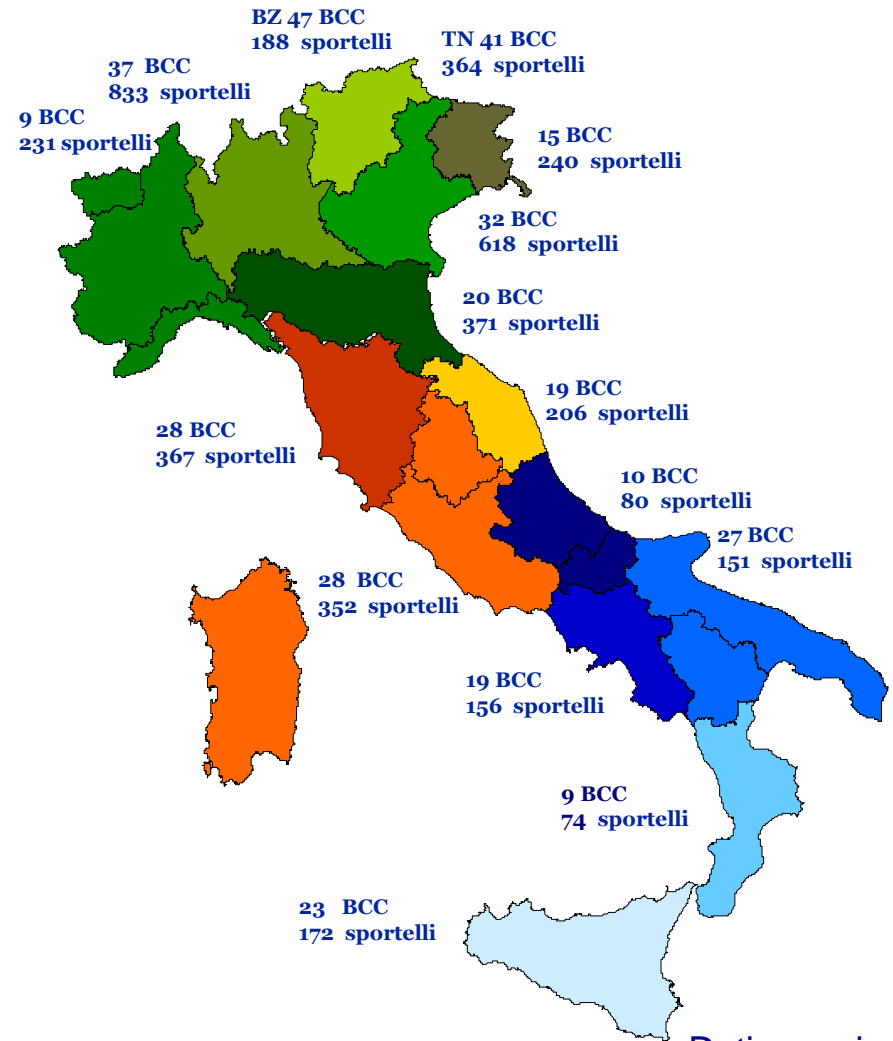 BZ 47 BCC
188 sportelli
TN 41 BCC
364 sportelli
37 BCC
833 sportelli
9 BCC
231 sportelli
15 BCC
240 sportelli
32 BCC
618 sportelli
20 BCC
371 sportelli
19 BCC
206 sportelli
28 BCC
367 sportelli
10 BCC
80 sportelli
27 BCC
151 sportelli
28 BCC
352 sportelli
19 BCC
156 sportelli
9 BCC
74 sportelli
23 BCC
172 sportelli